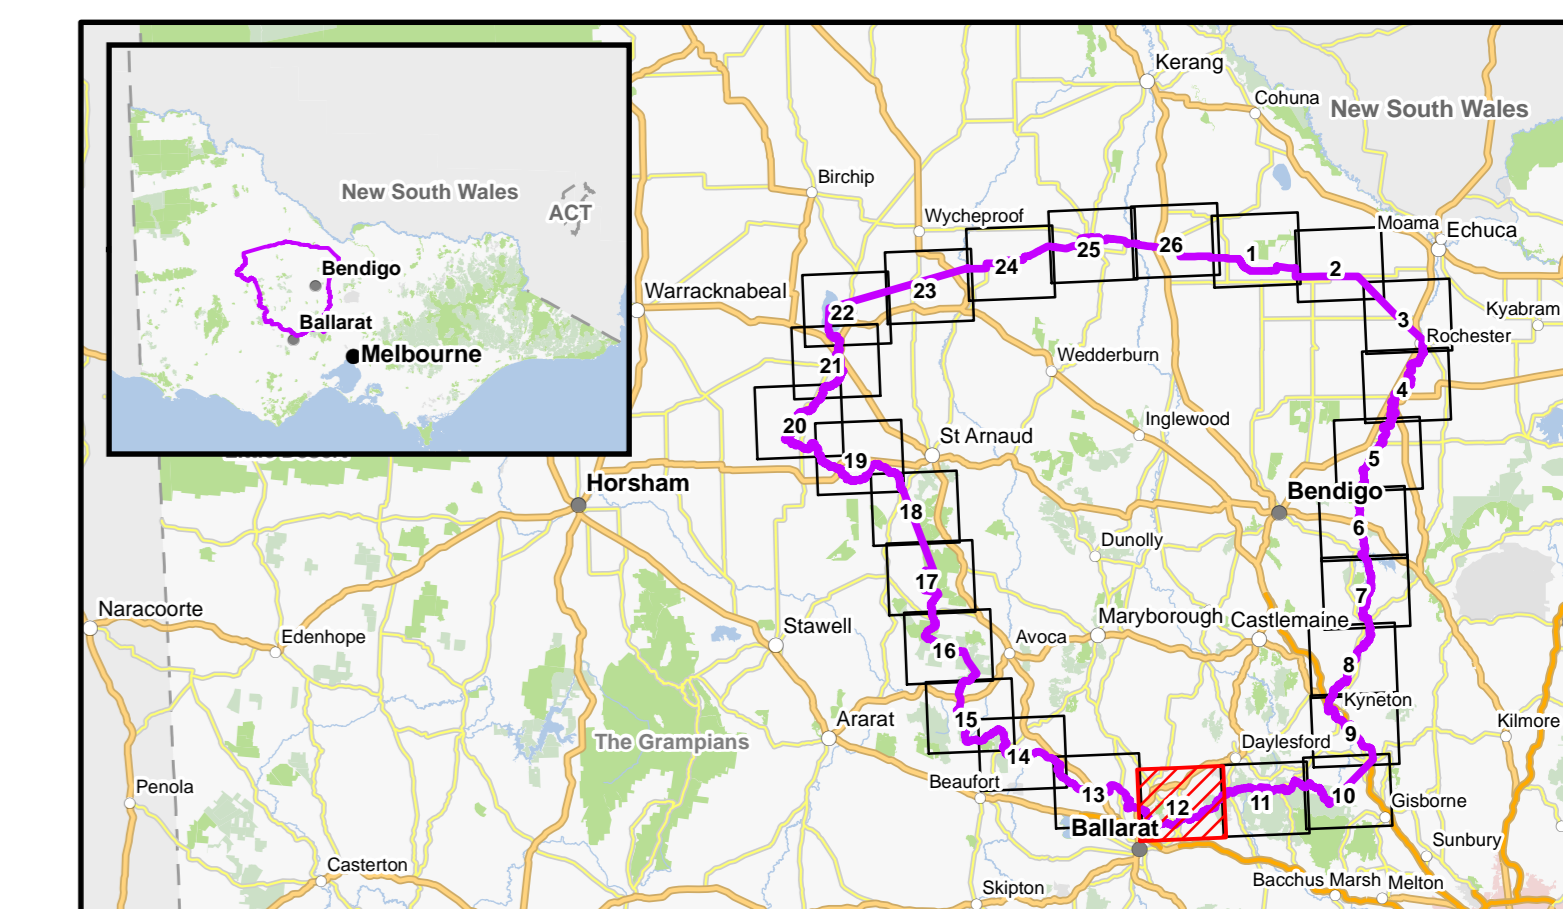 Kerang
Cohuna
New South Wales
New South Wales
ACT
Birchip
Wycheproof
Moama
Echuca
Bendigo
26
25
1
24
2
Warracknabeal
23
22
3
Kyabram
Ballarat
Rochester
Melbourne
Wedderburn
21
4
Inglewood
20
St Arnaud
19
5
Horsham
Bendigo
18
6
Dunolly
17
7
Naracoorte
Edenhope
Stawell
Avoca
Maryborough
Castlemaine
16
8
Kyneton
Ararat
15
Kilmore
The Grampians
9
Daylesford
14
Beaufort
Penola
13
12
11
10
Gisborne
Ballarat
Sunbury
Casterton
Skipton
Bacchus Marsh
Melton